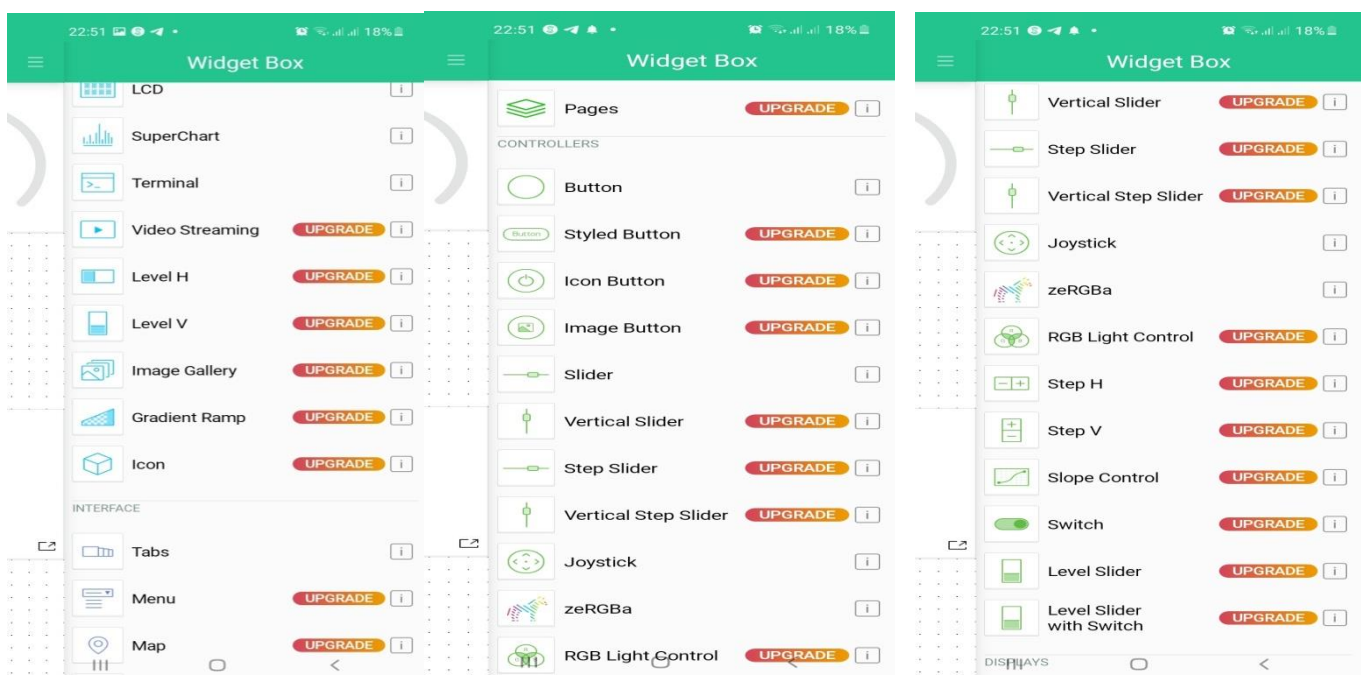 22:51 18%
Widget Box
LCD
SuperChart
Terminal
Video Streaming UPGRADE
Level H UPGRADE
Level V UPGRADE
Image Gallery UPGRADE
Gradient Ramp UPGRADE
Icon UPGRADE
INTERFACE
Tabs
Menu UPGRADE
Map UPGRADE
22:51 18%
Widget Box
Pages UPGRADE
CONTROLLERS
Button
Button Styled Button UPGRADE
Icon Button UPGRADE
Image Button UPGRADE
Slider
Vertical Slider UPGRADE
Step Slider UPGRADE
Vertical Step Slider UPGRADE
Joystick
zeRGBa
RGB Light Control UPGRADE
22:51 18%
Widget Box
Vertical Slider UPGRADE
Step Slider UPGRADE
Vertical Step Slider UPGRADE
Joystick
zeRGBa
RGB Light Control UPGRADE
Step H UPGRADE
Step V UPGRADE
Slope Control UPGRADE
Switch UPGRADE
Level Slider UPGRADE
Level Slider
with Switch UPGRADE
DISPLAYS